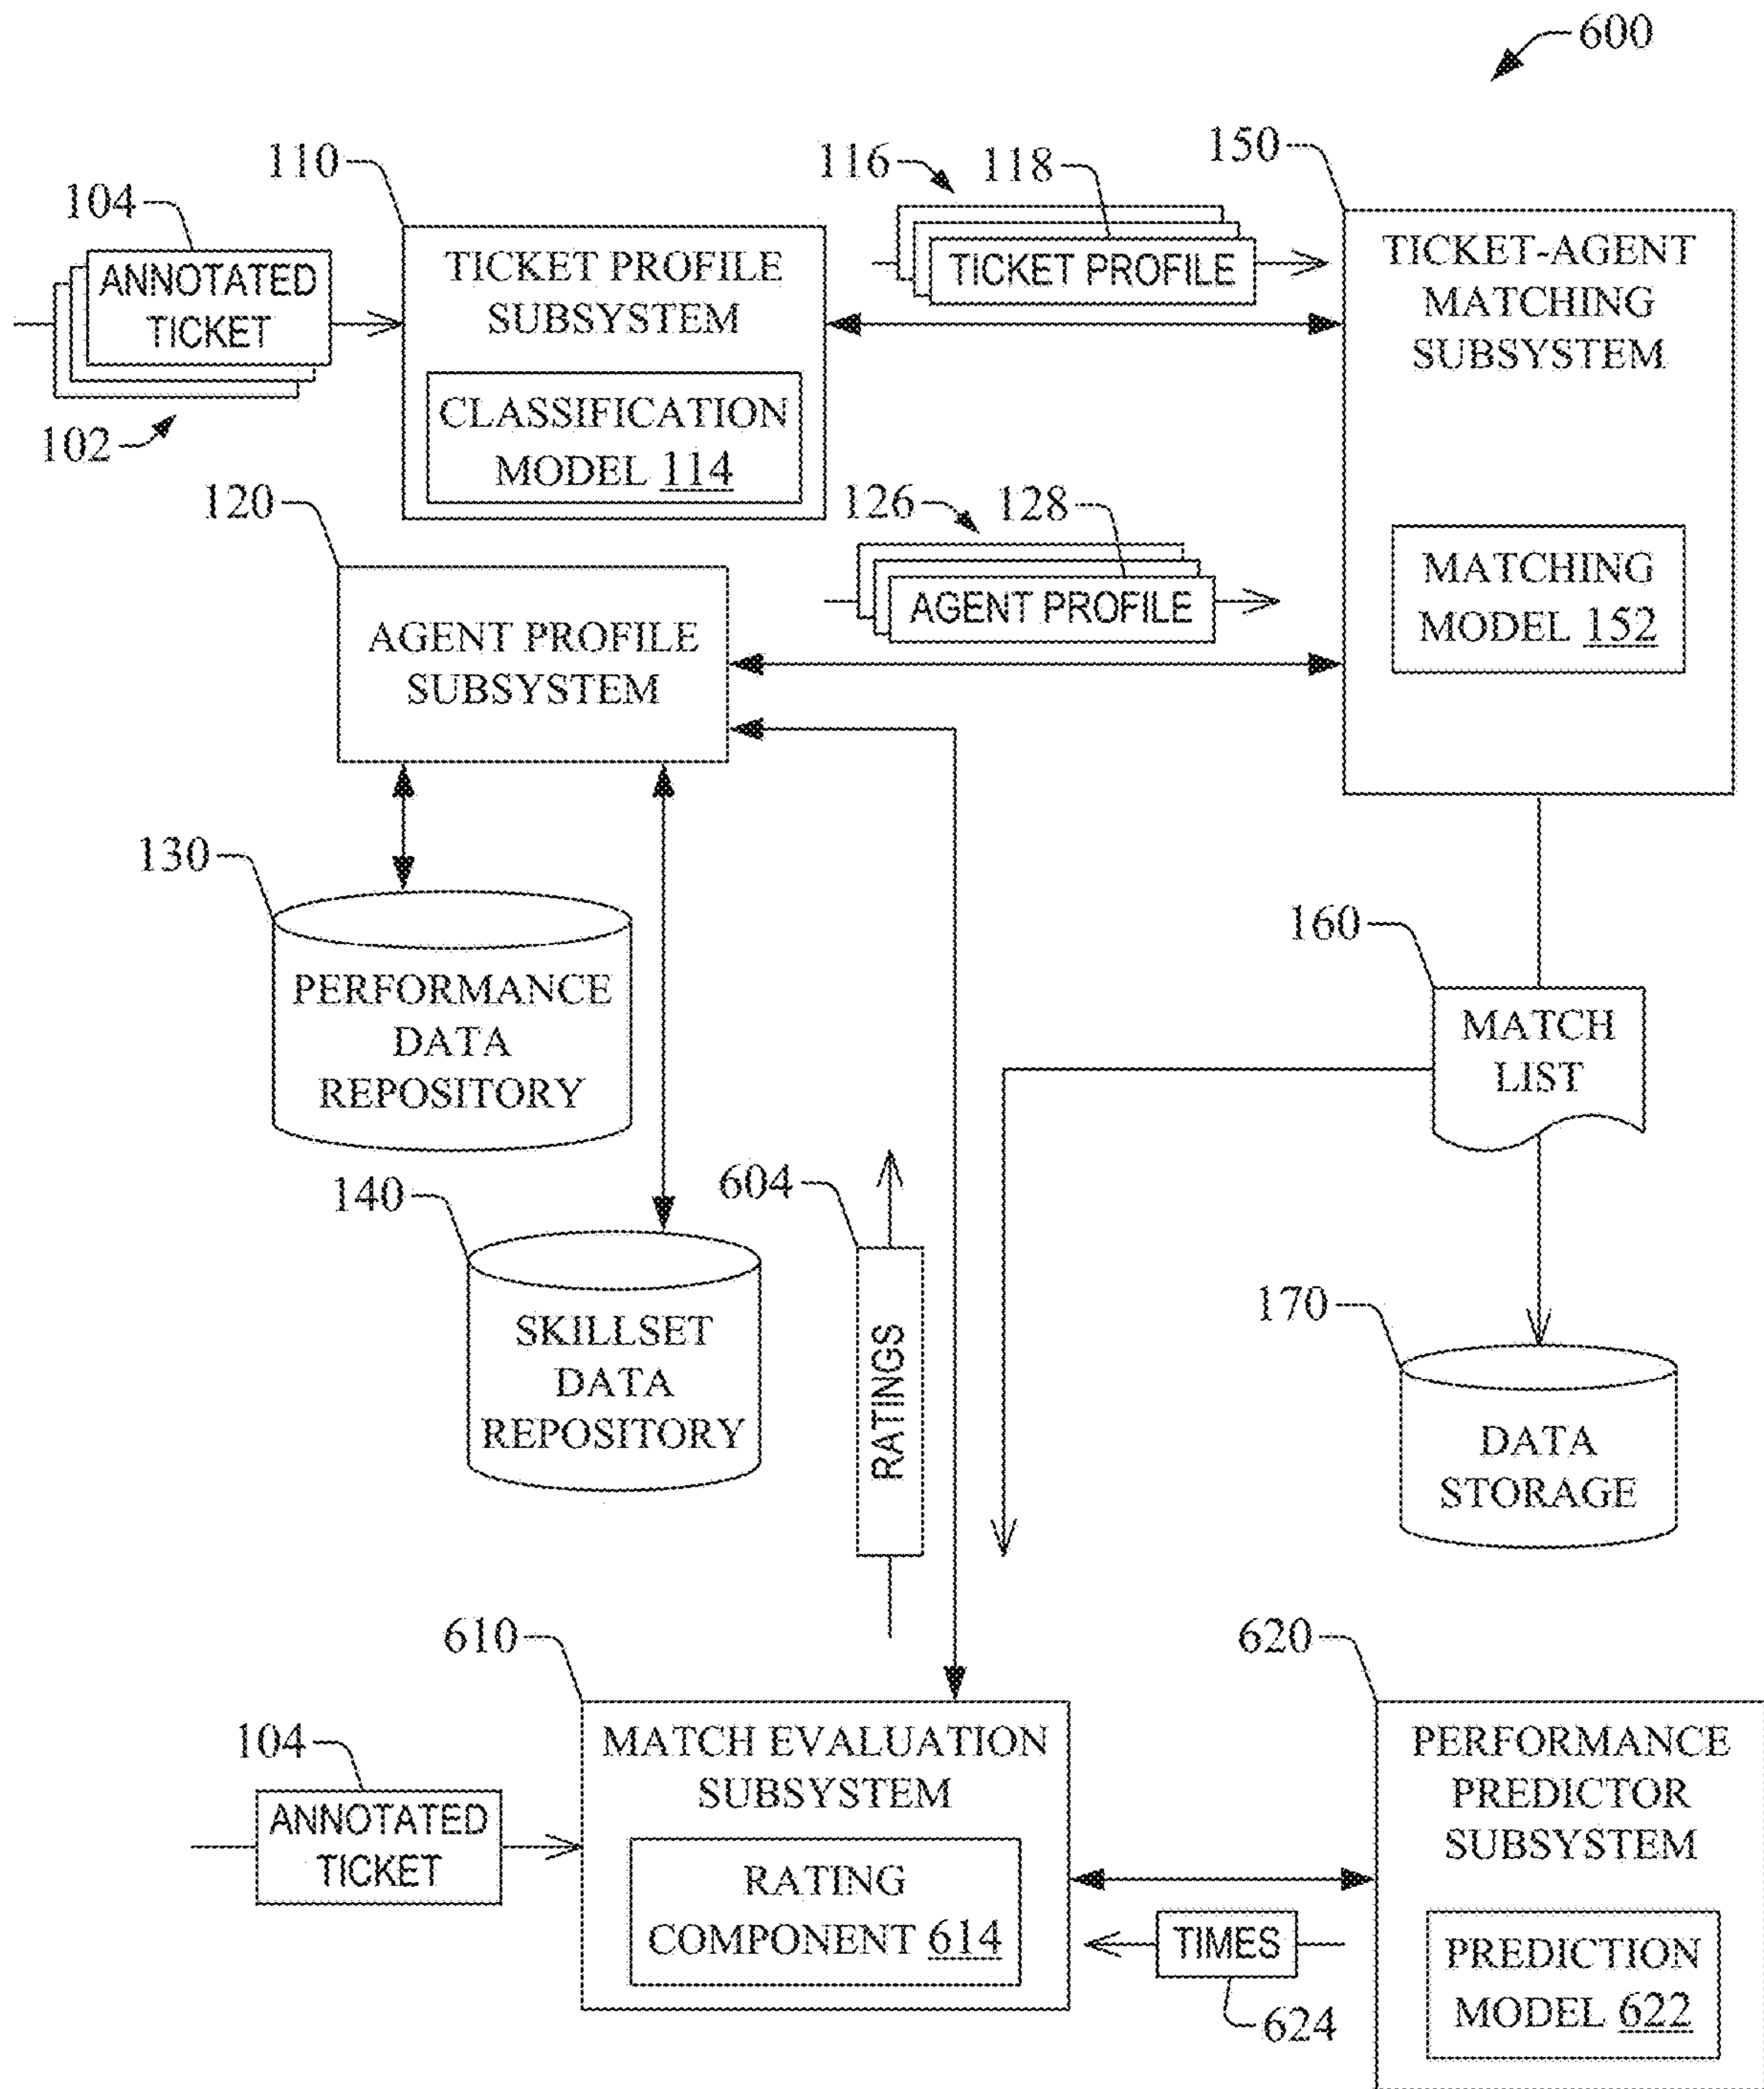 600
110
116
118
150
104
ANNOTATED
TICKET
102
TICKET PROFILE
SUBSYSTEM
CLASSIFICATION
MODEL 114
TICKET PROFILE
TICKET-AGENT
MATCHING
SUBSYSTEM
120
126
128
AGENT PROFILE
MATCHING
MODEL 152
AGENT PROFILE
SUBSYSTEM
130
PERFORMANCE
DATA
REPOSITORY
160
MATCH
LIST
140
SKILLSET
DATA
REPOSITORY
604
RATINGS
170
DATA
STORAGE
610
620
104
ANNOTATED
TICKET
MATCH EVALUATION
SUBSYSTEM
RATING
COMPONENT 614
TIMES
624
PERFORMANCE
PREDICTOR
SUBSYSTEM
PREDICTION
MODEL 622